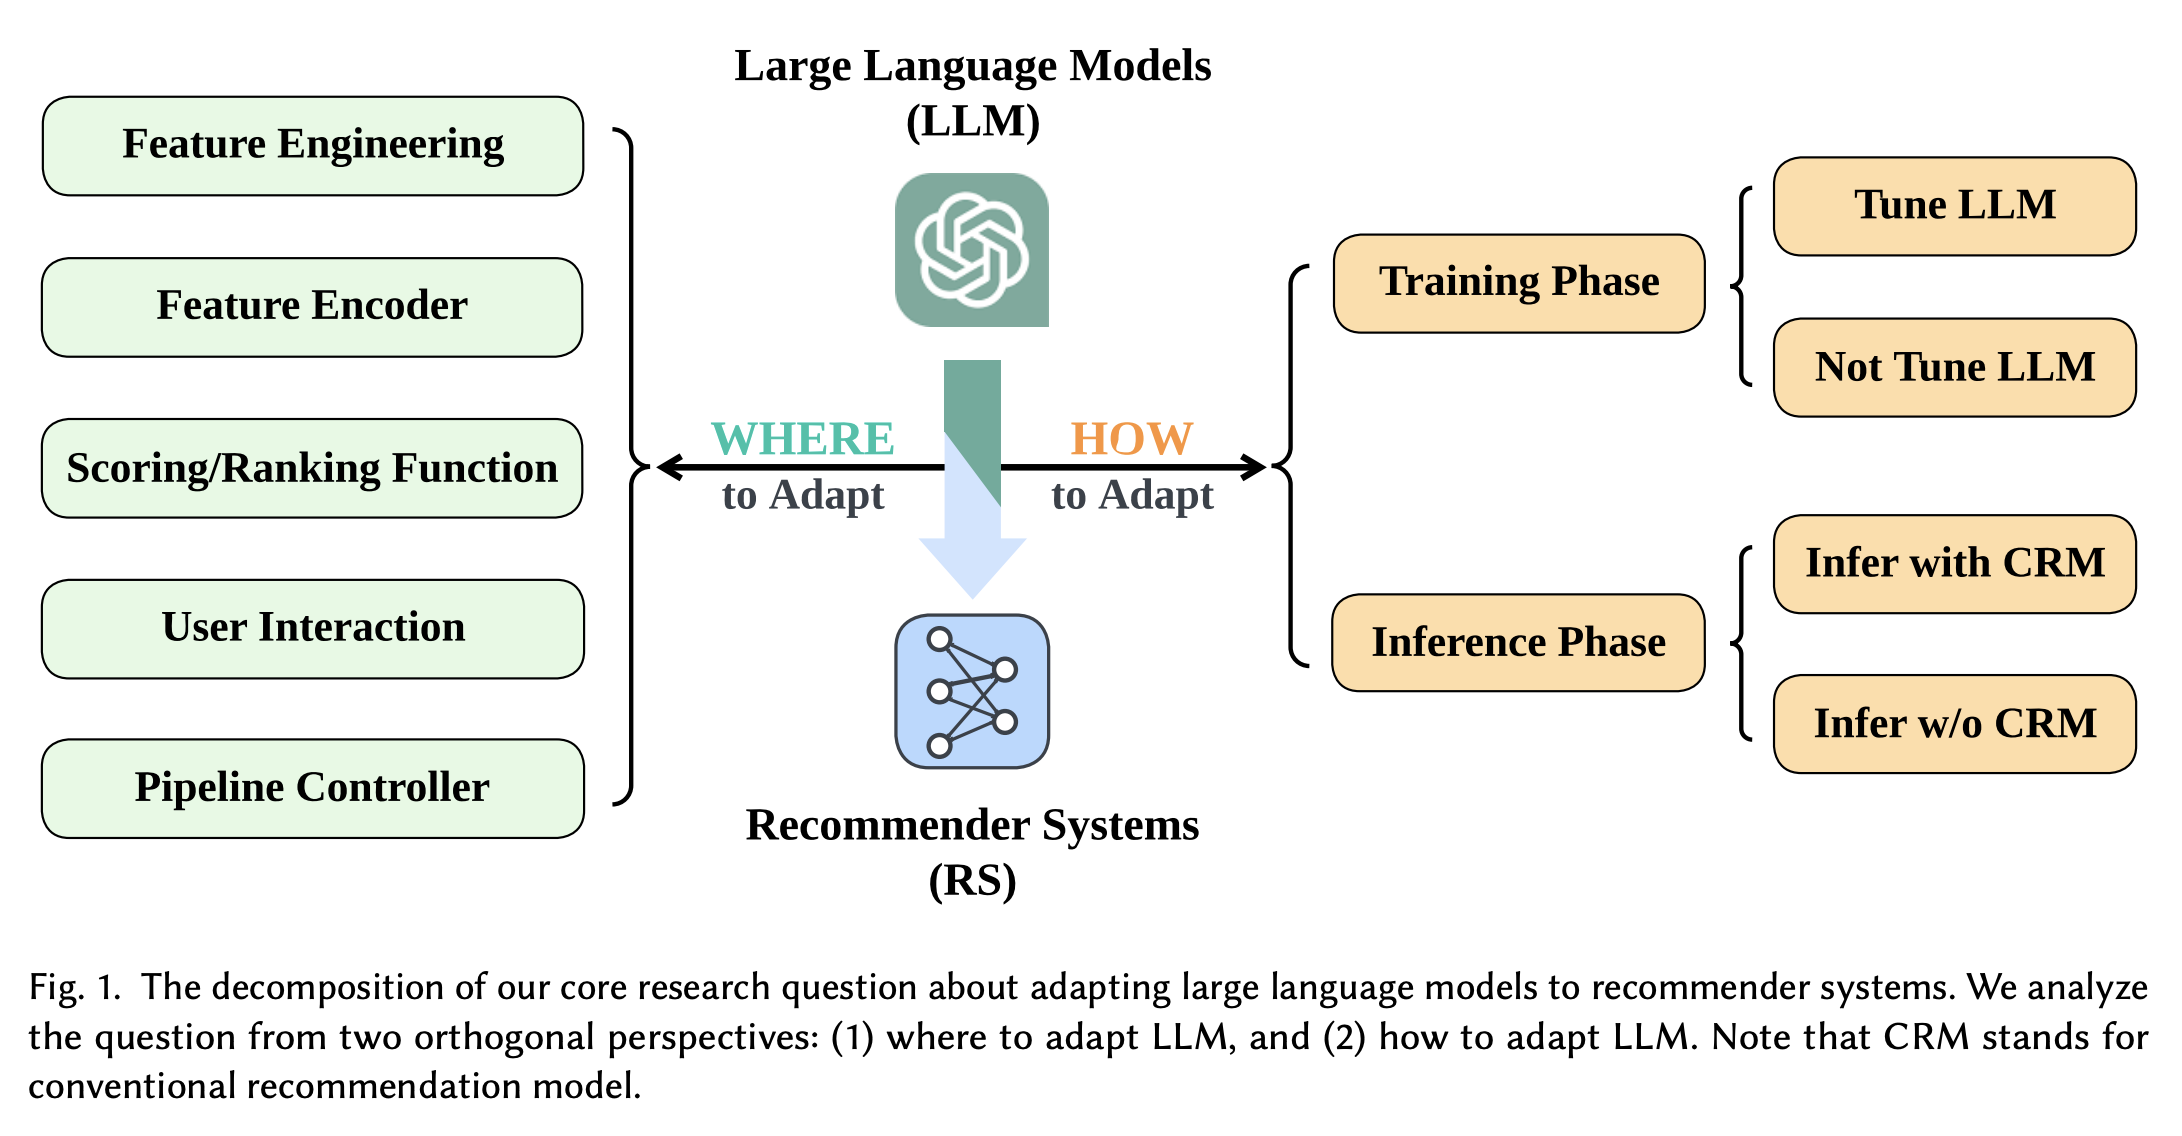 Large Language Models
(LLM)
Feature Engineering
Feature Encoder
Scoring/Ranking Function
User Interaction
Pipeline Controller
WHERE
to Adapt
HOW
to Adapt
Training Phase
Tune LLM
Not Tune LLM
Inference Phase
Infer with CRM
Infer w/o CRM
Recommender Systems
(RS)
Fig. 1. The decomposition of our core research question about adapting large language models to recommender systems. We analyze
the question from two orthogonal perspectives: (1) where to adapt LLM, and (2) how to adapt LLM. Note that CRM stands for
conventional recommendation model.